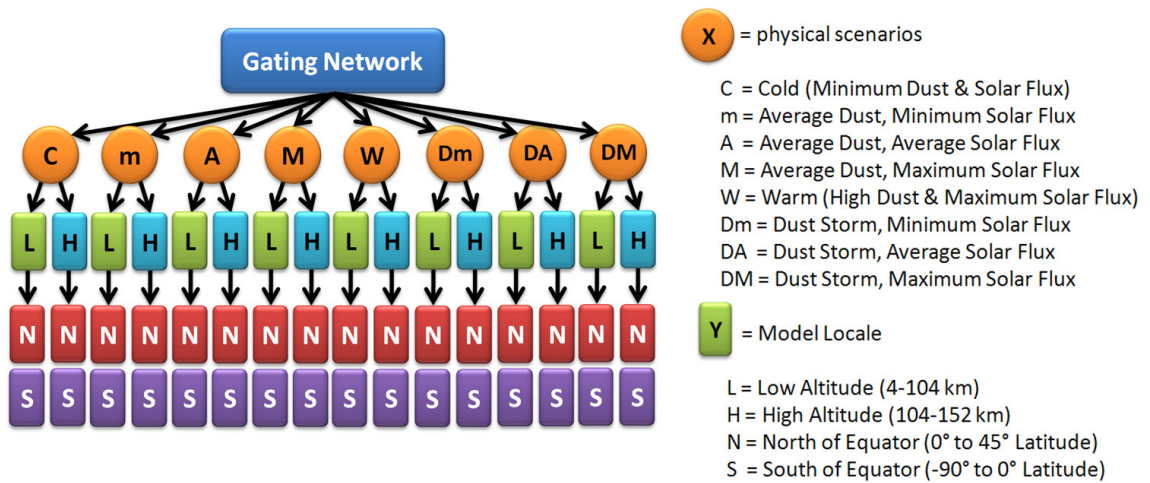 Gating Network
C m A M W Dm DA DM
L H L H L H L H L H L H L H L H
N N N N N N N N N N N N N N N N
S S S S S S S S S S S S S S S S
X = physical scenarios
C = Cold (Minimum Dust & Solar Flux)
m = Average Dust, Minimum Solar Flux
A = Average Dust, Average Solar Flux
M = Average Dust, Maximum Solar Flux
W = Warm (High Dust & Maximum Solar Flux)
Dm = Dust Storm, Minimum Solar Flux
DA = Dust Storm, Average Solar Flux
DM = Dust Storm, Maximum Solar Flux
Y = Model Locale
L = Low Altitude (4-104 km)
H = High Altitude (104-152 km)
N = North of Equator (0° to 45° Latitude)
S = South of Equator (-90° to 0° Latitude)